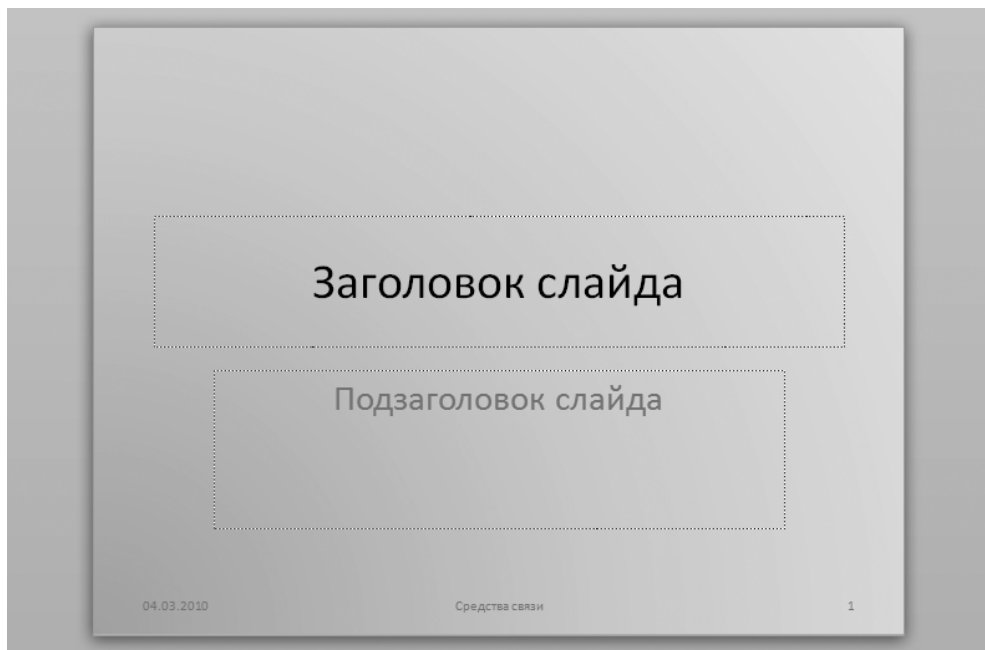 Заголовок слайда
Подзаголовок слайда
04.03.2010 Средства связи 1